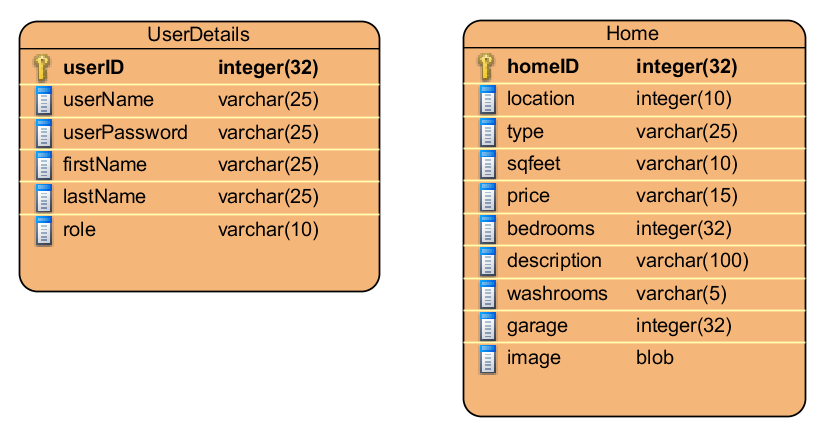 UserDetails
userID integer(32)
userName varchar(25)
userPassword varchar(25)
firstName varchar(25)
lastName varchar(25)
role varchar(10)
Home
homeID integer(32)
location integer(10)
type varchar(25)
sqfeet varchar(10)
price varchar(15)
bedrooms integer(32)
description varchar(100)
washrooms varchar(5)
garage integer(32)
image blob